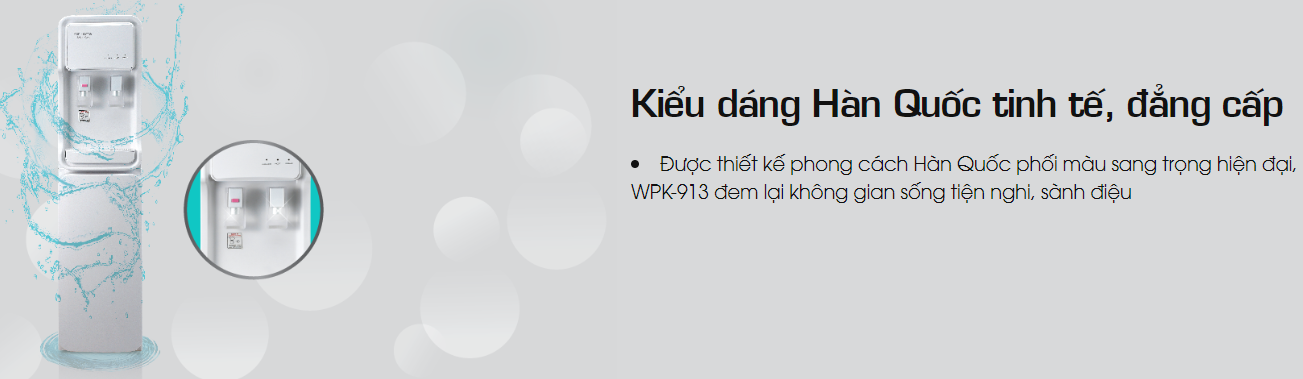 Kiểu dáng Hàn Quốc tinh tế, đẳng cấp
• Được thiết kế phong cách Hàn Quốc phối màu sang trọng hiện đại,
WPK-913 đem lại không gian sống tiện nghi, sành điệu